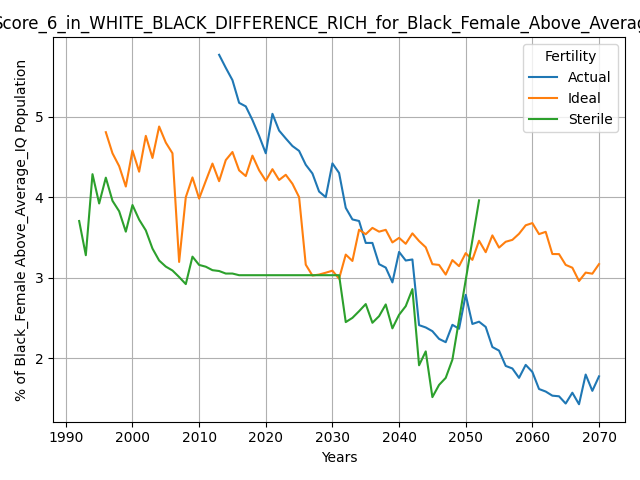 Score_6_in_WHITE_BLACK_DIFFERENCE_RICH_for_Black_Female_Above_Averag
Fertility
Actual
Ideal
Sterile
% of Black_Female Above_Average_IQ Population
5
4
3
2
1990 2000 2010 2020 2030 2040 2050 2060 2070
Years